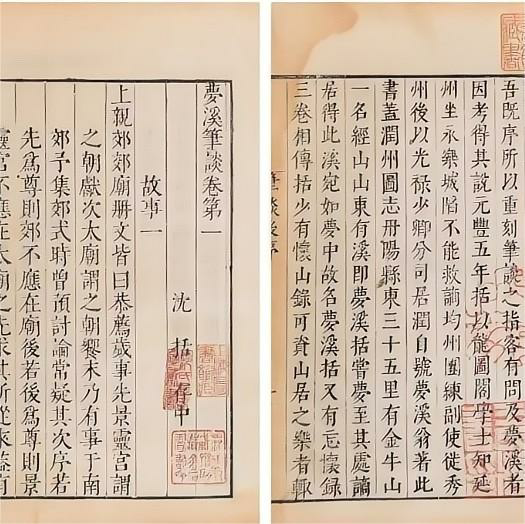 吾既序所以重刻筆談之指客有問及夢溪者
因考得其說元豐五年括以龍圖閣學士知延
州坐永樂城陷不能救謫均州團練副使徙秀
州後以光祿少卿分司居潤自號夢溪翁著此
書蓋潤州圖志丹陽縣東三十五里有金牛山
一名經山山東有溪即夢溪括嘗夢至其處謫
居得此溪宛如夢中故名夢溪括又有忘懷錄
三卷相傳括少有懷山錄可資山居之樂者輒
夢溪筆談卷第一
沈括存中
故事一
上親郊郊廟册文皆曰恭薦歲事先景靈宮謂
之朝獻次太廟謂之朝饗末乃有事于南
郊予集郊式時曾預討論常疑其次序若
先爲尊則郊不應在廟後若後爲尊則景
靈宮不應在太廟之先求其所從來蓋有